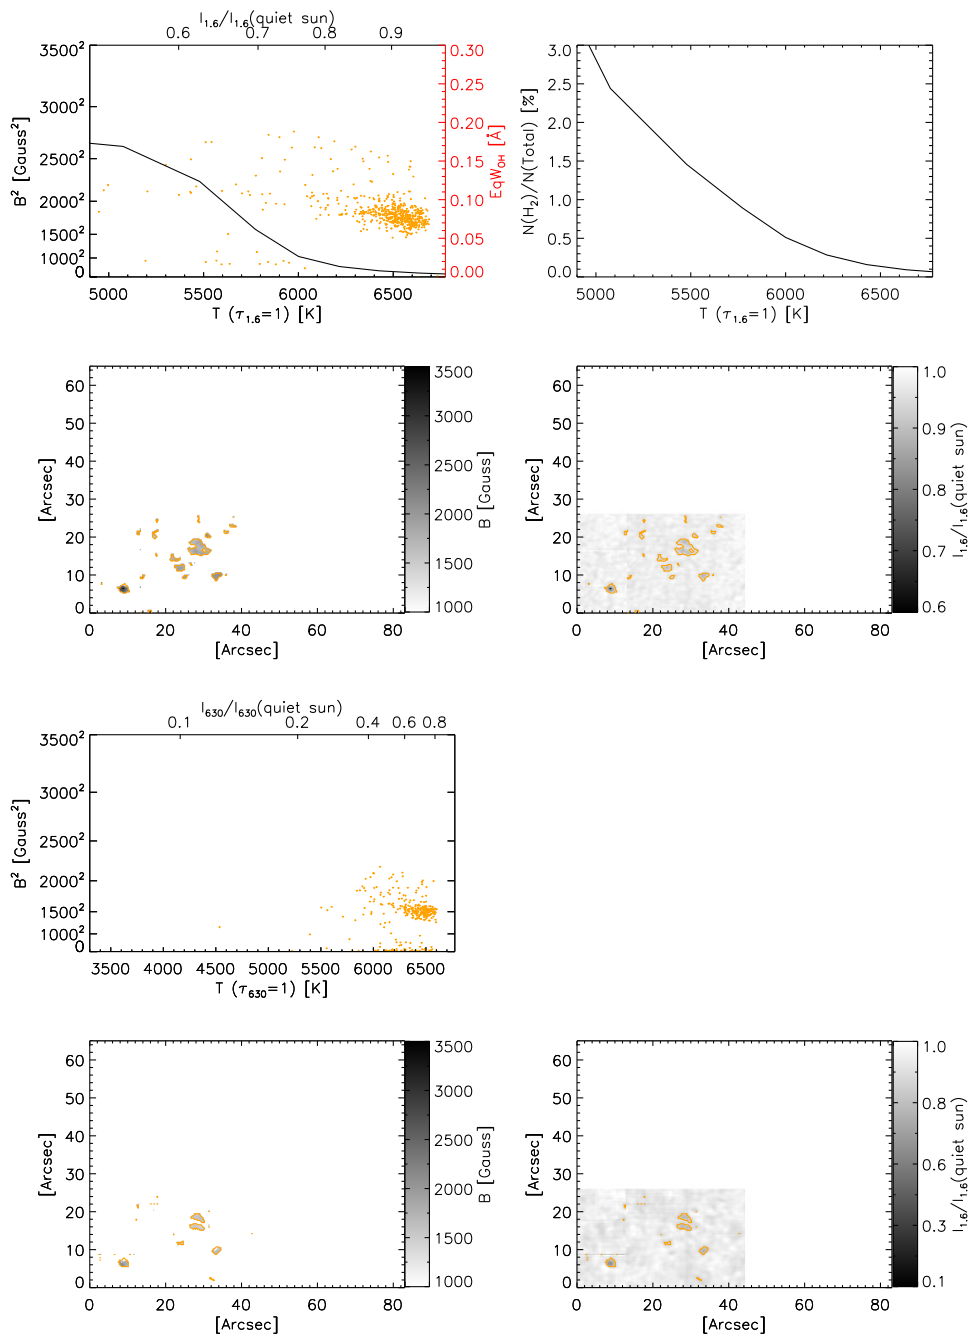 I1.6/I1.6(quiet sun)
0.6 0.7 0.8 0.9
3500² 3000² 2500² 2000² 1500² 1000² 0
B² [Gauss²]
0.30 0.25 0.20 0.15 0.10 0.05 0.00
EqWOH [Å]
5000 5500 6000 6500
T (τ1.6=1) [K]
3.0 2.5 2.0 1.5 1.0 0.5 0.0
N(H2)/N(Total) [%]
5000 5500 6000 6500
T (τ1.6=1) [K]
60 50 40 30 20 10 0
[Arcsec]
0 20 40 60 80
[Arcsec]
3500 3000 2500 2000 1500 1000
B [Gauss]
60 50 40 30 20 10 0
[Arcsec]
0 20 40 60 80
[Arcsec]
1.0 0.9 0.8 0.7 0.6
I1.6/I1.6(quiet sun)
I630/I630(quiet sun)
0.1 0.2 0.4 0.6 0.8
3500² 3000² 2500² 2000² 1500² 1000² 0
B² [Gauss²]
3500 4000 4500 5000 5500 6000 6500
T (τ630=1) [K]
60 50 40 30 20 10 0
[Arcsec]
0 20 40 60 80
[Arcsec]
3500 3000 2500 2000 1500 1000
B [Gauss]
60 50 40 30 20 10 0
[Arcsec]
0 20 40 60 80
[Arcsec]
1.0 0.8 0.6 0.3 0.1
I1.6/I1.6(quiet sun)